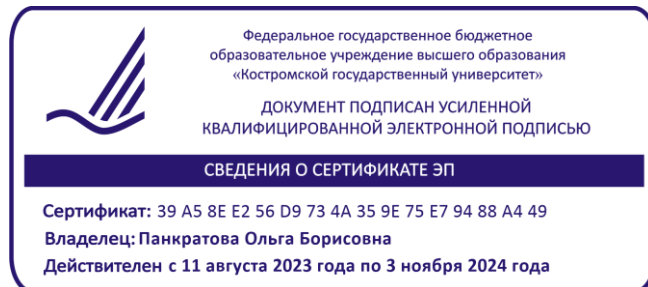 Федеральное государственное бюджетное
образовательное учреждение высшего образования
«Костромской государственный университет»
ДОКУМЕНТ ПОДПИСАН УСИЛЕННОЙ
КВАЛИФИЦИРОВАННОЙ ЭЛЕКТРОННОЙ ПОДПИСЬЮ
СВЕДЕНИЯ О СЕРТИФИКАТЕ ЭП
Сертификат: 39 A5 8E E2 56 D9 73 4A 35 9E 75 E7 94 88 A4 49
Владелец: Панкратова Ольга Борисовна
Действителен с 11 августа 2023 года по 3 ноября 2024 года